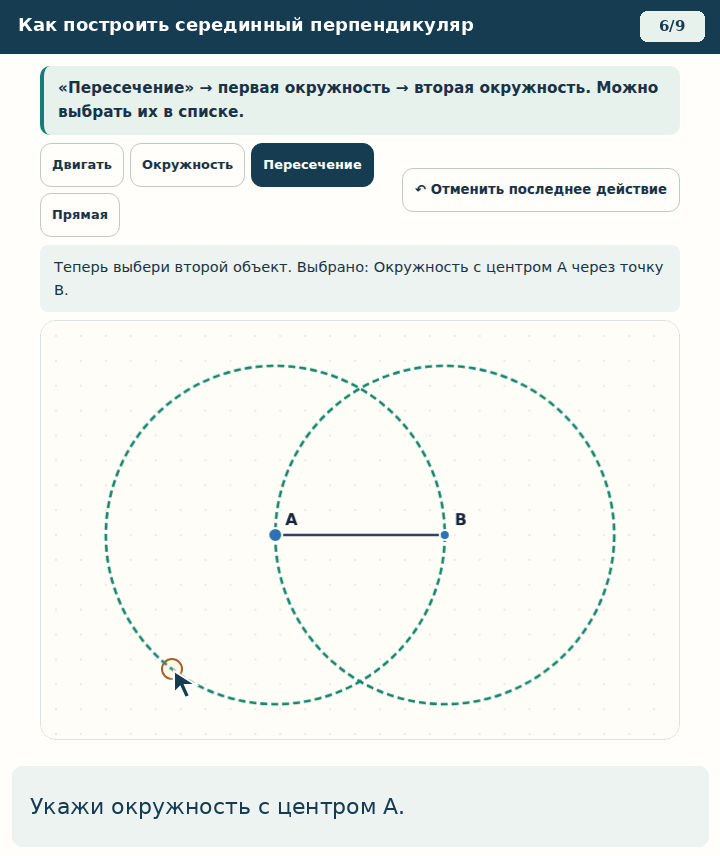 Как построить серединный перпендикуляр
6/9
«Пересечение» → первая окружность → вторая окружность. Можно
выбрать их в списке.
Двигать
Окружность
Пересечение
Прямая
↶ Отменить последнее действие
Теперь выбери второй объект. Выбрано: Окружность с центром A через точку
B.
A
B
Укажи окружность с центром A.